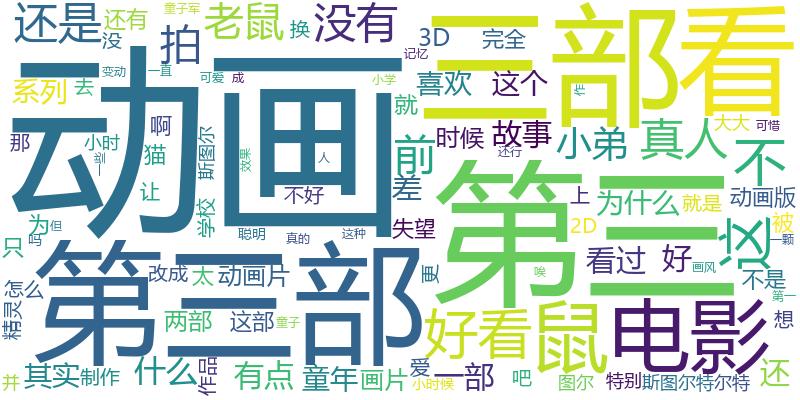 还是
还有
童子军
老鼠
换
没有
3D
完全
三部
看
没
去
变动
一直
拍
可爱
成
小学
记忆
喜欢
这个
作
系列
动画
那
小时
一些
猫
啊
让
斯图尔
效果
人
就
前
时候
还行
故事
小弟
真人
大大
可惜
不
学校
不好
差
失望
第三
上
为什么
就是
动画版
这
被
2D
一颗
为
但
吗
聪明
真的
这种
只
第三部
怎么
精灵
改成
太
动画片
更
唉
看过
好
画风
不是
第一
两部
这部
童子
好看
鼠
电影
想
并
其实
制作
什么
作品
有点
童年
画片
爱
小时候
一部
吧
图尔
特别
斯图尔特尔特
还